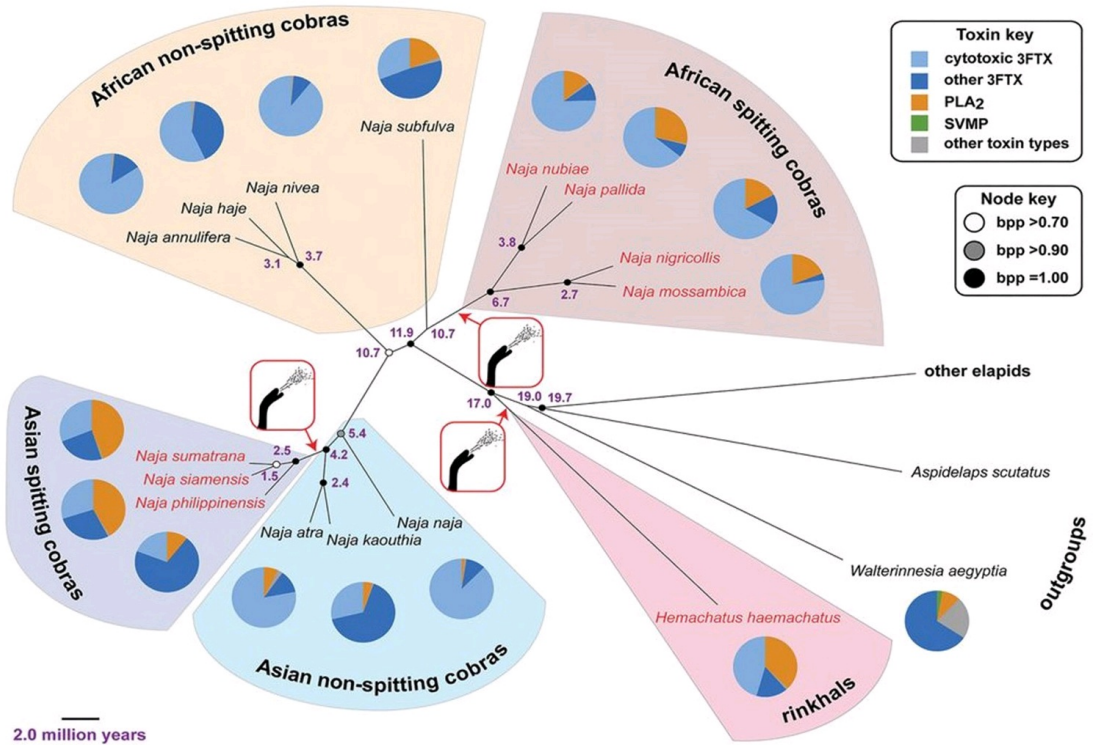 African non-spitting cobras
Naja subfulva
Naja nivea
Naja haje
Naja annulifera
3.1
3.7
African spitting cobras
Naja nubiae
Naja pallida
3.8
Naja nigricollis
Naja mossambica
6.7
2.7
Toxin key
cytotoxic 3FTX
other 3FTX
PLA2
SVMP
other toxin types
Node key
bpp >0.70
bpp >0.90
bpp =1.00
11.9
10.7
10.7
17.0
19.0
19.7
other elapids
Aspidelaps scutatus
Walterinnesia aegyptia
outgroups
Hemachatus haemachatus
rinkhals
Asian spitting cobras
Naja sumatrana
Naja siamensis
Naja philippinensis
2.5
1.5
5.4
4.2
2.4
Naja atra
Naja kaouthia
Naja naja
Asian non-spitting cobras
2.0 million years